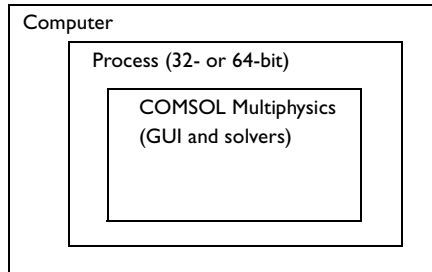 Computer
Process (32- or 64-bit)
COMSOL Multiphysics
(GUI and solvers)